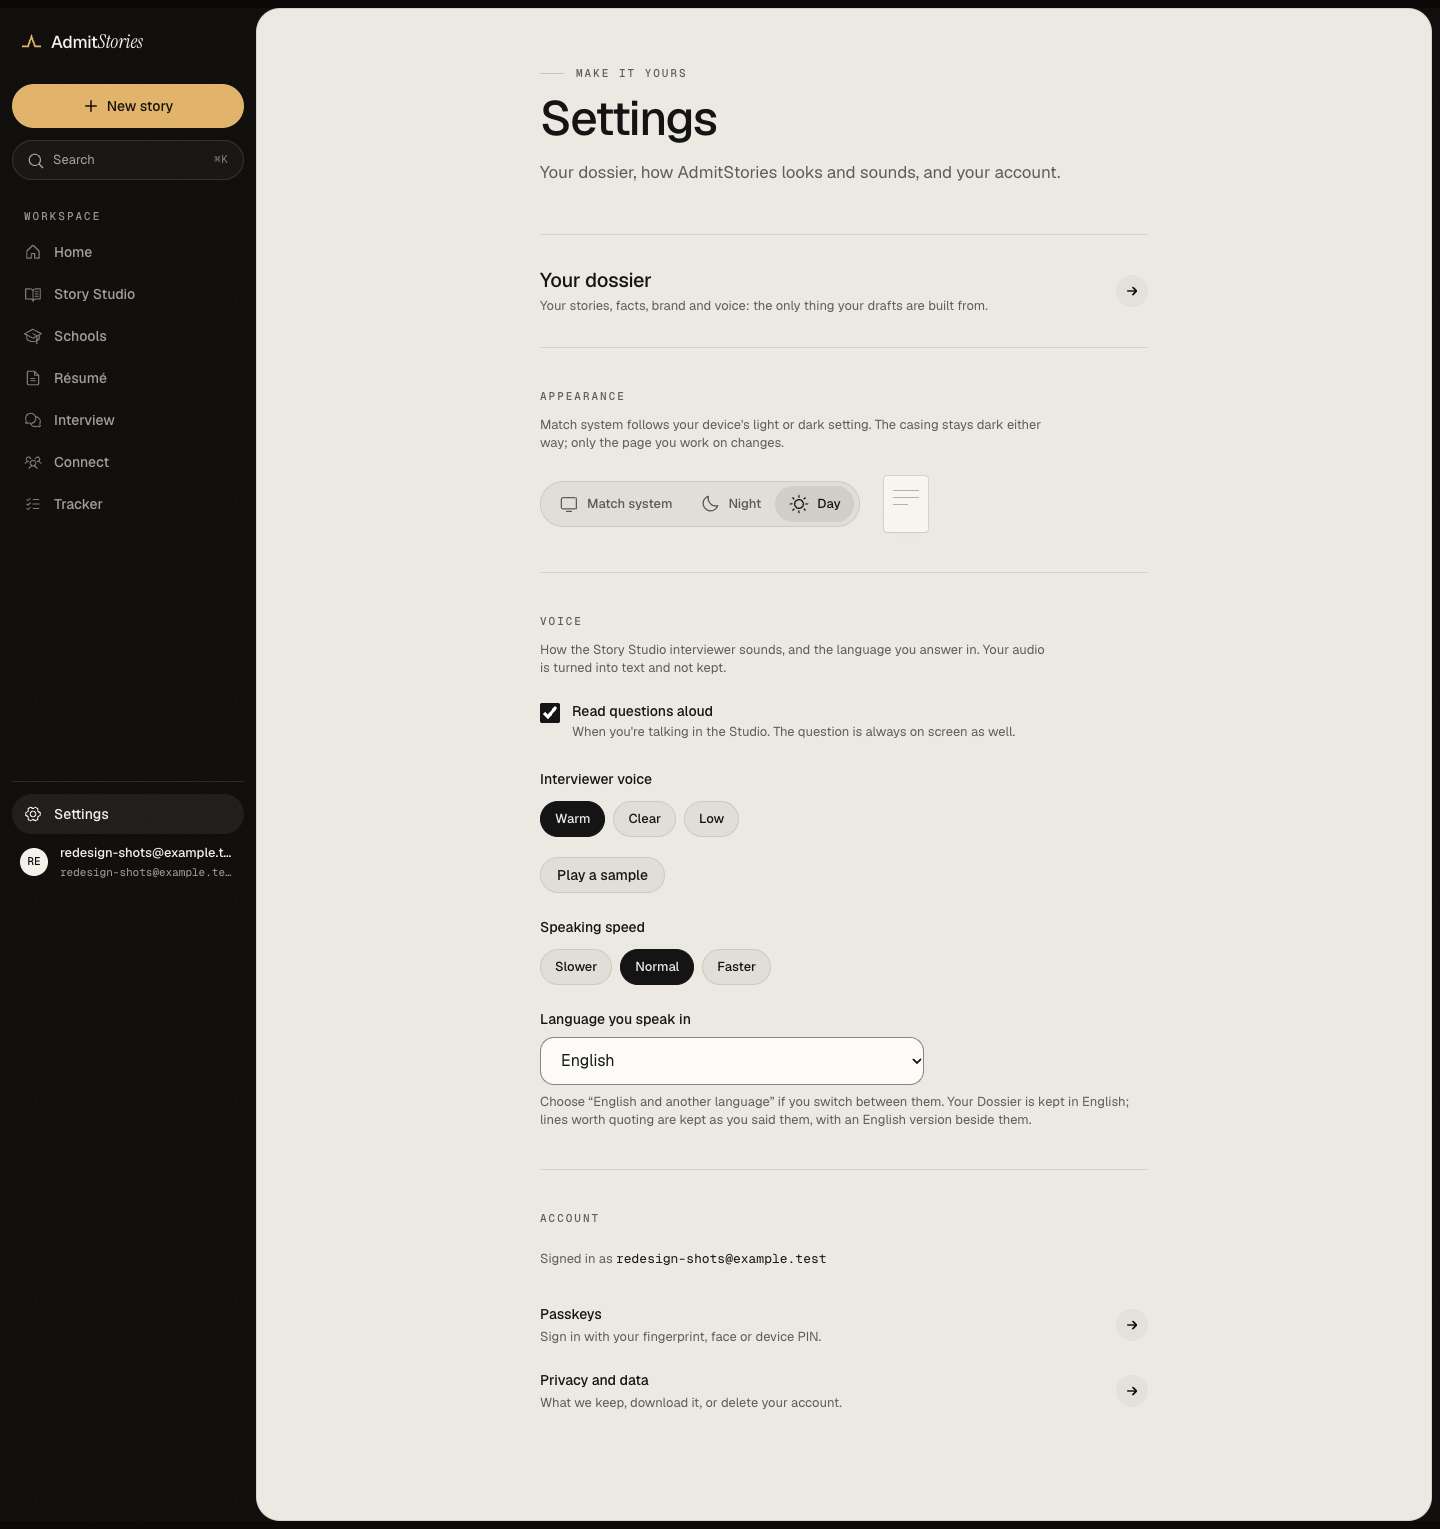 AdmitStories
New story
Search ⌘K
WORKSPACE
Home
Story Studio
Schools
Résumé
Interview
Connect
Tracker
Settings
RE
redesign-shots@example.t…
redesign-shots@example.te…
MAKE IT YOURS
Settings
Your dossier, how AdmitStories looks and sounds, and your account.
Your dossier
Your stories, facts, brand and voice: the only thing your drafts are built from.
APPEARANCE
Match system follows your device's light or dark setting. The casing stays dark either
way; only the page you work on changes.
Match system Night Day
VOICE
How the Story Studio interviewer sounds, and the language you answer in. Your audio
is turned into text and not kept.
Read questions aloud
When you're talking in the Studio. The question is always on screen as well.
Interviewer voice
Warm Clear Low
Play a sample
Speaking speed
Slower Normal Faster
Language you speak in
English
Choose “English and another language” if you switch between them. Your Dossier is kept in English;
lines worth quoting are kept as you said them, with an English version beside them.
ACCOUNT
Signed in as redesign-shots@example.test
Passkeys
Sign in with your fingerprint, face or device PIN.
Privacy and data
What we keep, download it, or delete your account.